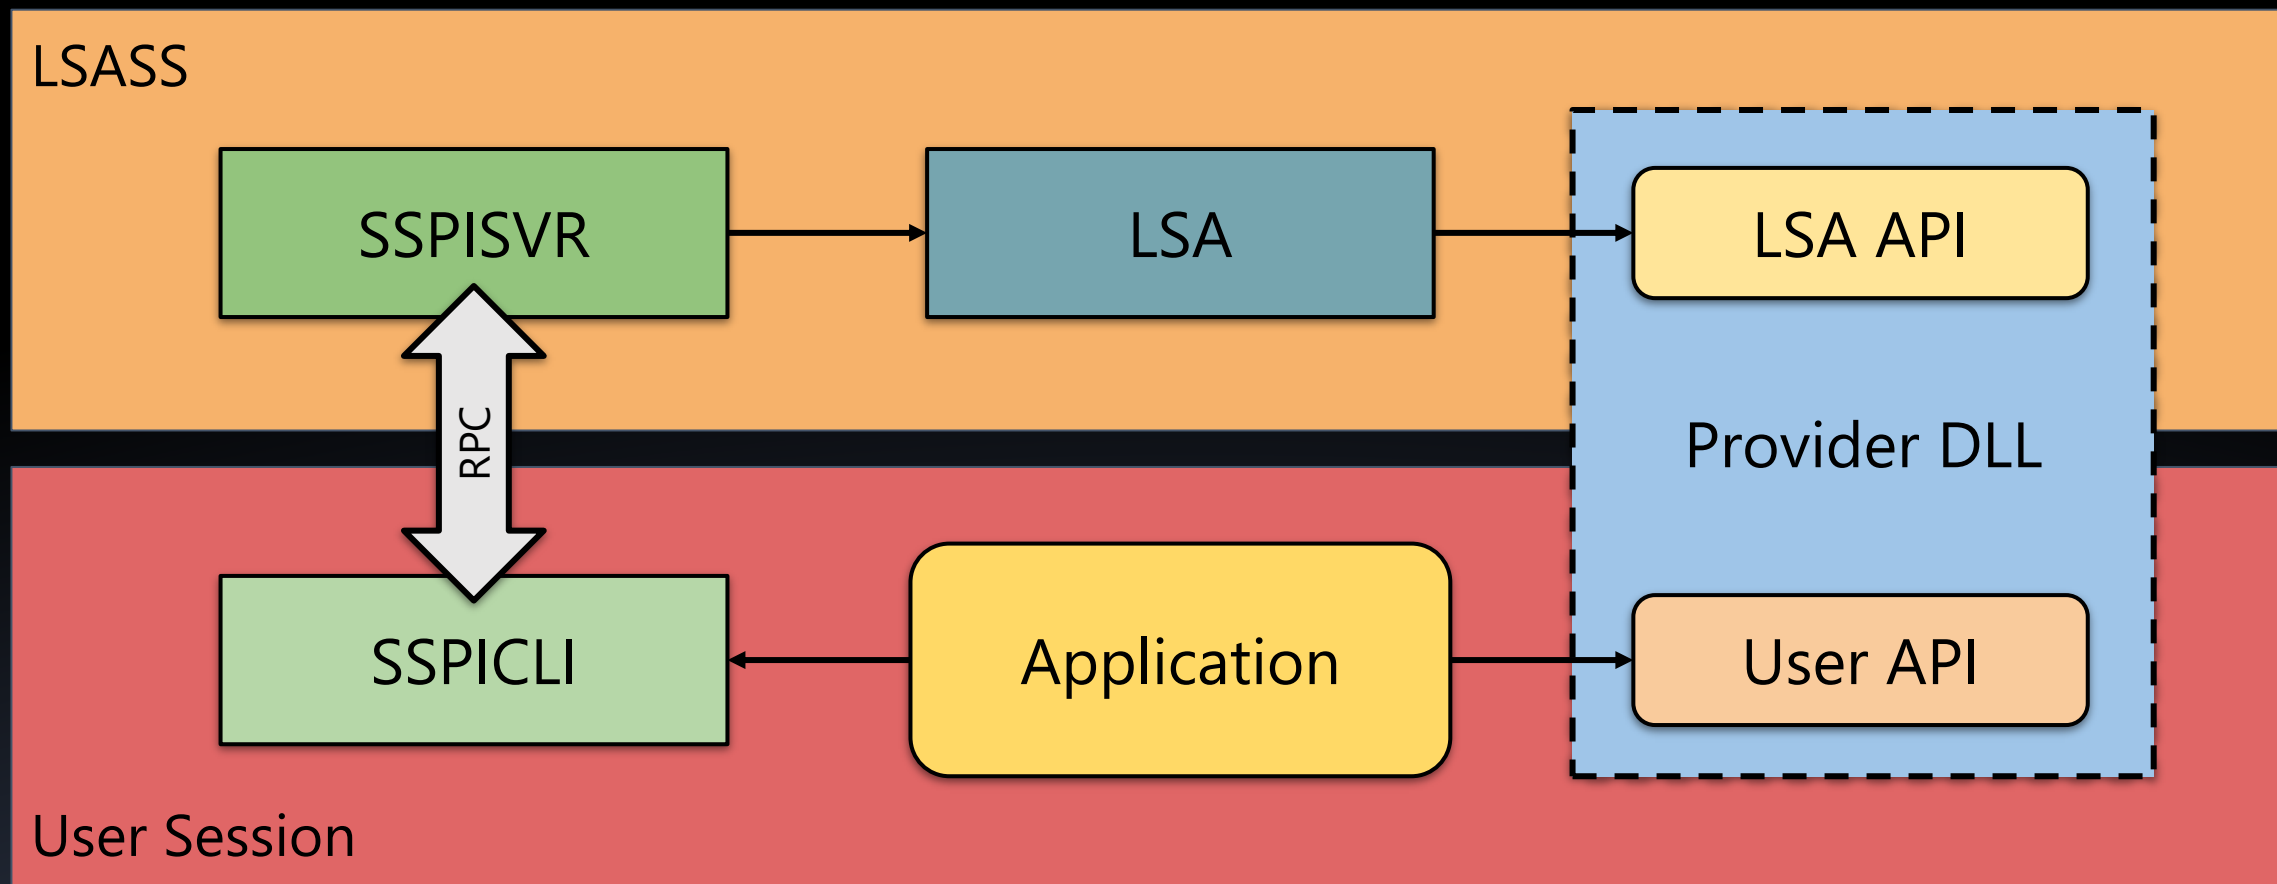 LSASS
SSPISVR
LSA
LSA API
RPC
Provider DLL
SSPICLI
Application
User API
User Session